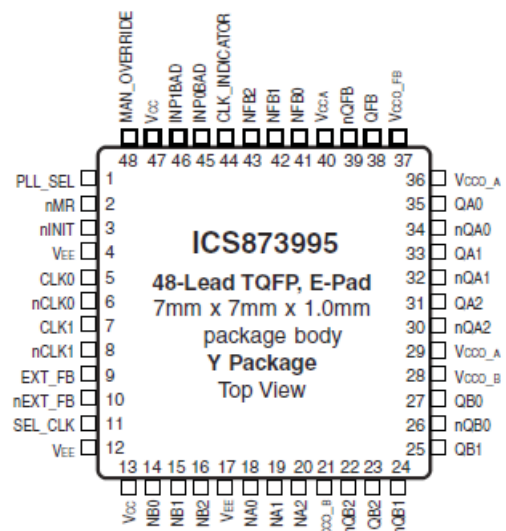 MAN_OVERRIDE
VCC
INP1BAD
INP0BAD
CLK_INDICATOR
NFB2
NFB1
NFB0
VCCA
nQFB
QFB
VCCO_FB
48 47 46 45 44 43 42 41 40 39 38 37
PLL_SEL 1
nMR 2
nINIT 3
VEE 4
CLK0 5
nCLK0 6
CLK1 7
nCLK1 8
EXT_FB 9
nEXT_FB 10
SEL_CLK 11
VEE 12
ICS873995
48-Lead TQFP, E-Pad
7mm x 7mm x 1.0mm
package body
Y Package
Top View
36 VCCO_A
35 QA0
34 nQA0
33 QA1
32 nQA1
31 QA2
30 nQA2
29 VCCO_A
28 VCCO_B
27 QB0
26 nQB0
25 QB1
13 14 15 16 17 18 19 20 21 22 23 24
VCC
NB0
NB1
NB2
VEE
NA0
NA1
NA2
nQB2
QB2
nQB1